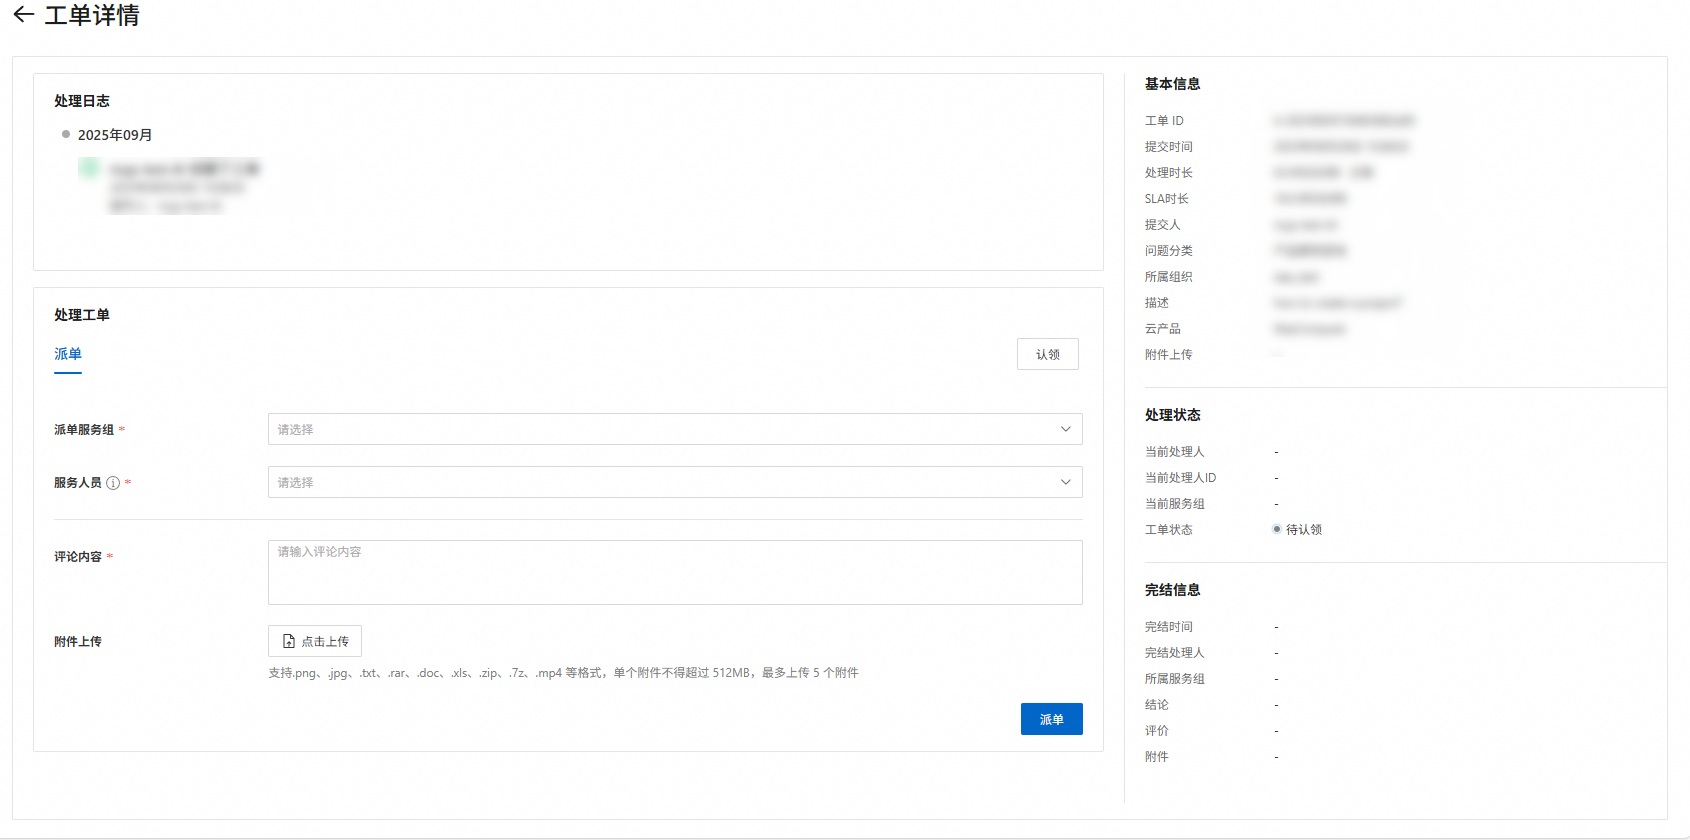 工单详情
处理日志
2025年09月
处理工单
派单
认领
派单服务组 *
请选择
服务人员 *
请选择
评论内容 *
请输入评论内容
附件上传
点击上传
支持.png、.jpg、.txt、.rar、.doc、.xls、.zip、.7z、.mp4 等格式，单个附件不得超过 512MB，最多上传 5 个附件
派单
基本信息
工单 ID
提交时间
处理时长
SLA时长
提交人
问题分类
所属组织
描述
云产品
附件上传
处理状态
当前处理人 -
当前处理人ID -
当前服务组 -
工单状态 待认领
完结信息
完结时间 -
完结处理人 -
所属服务组 -
结论 -
评价 -
附件 -